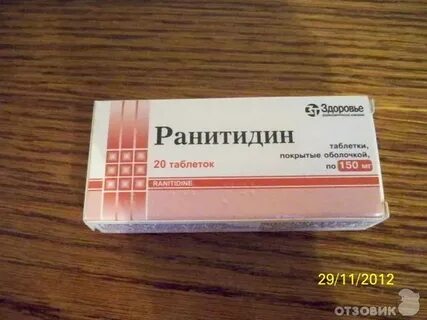 Здоровье
Ранитидин
20 таблеток
RANITIDINE
таблетки,
покрытые оболочкой,
по 150 мг
29/11/2012
ОТЗОВИК